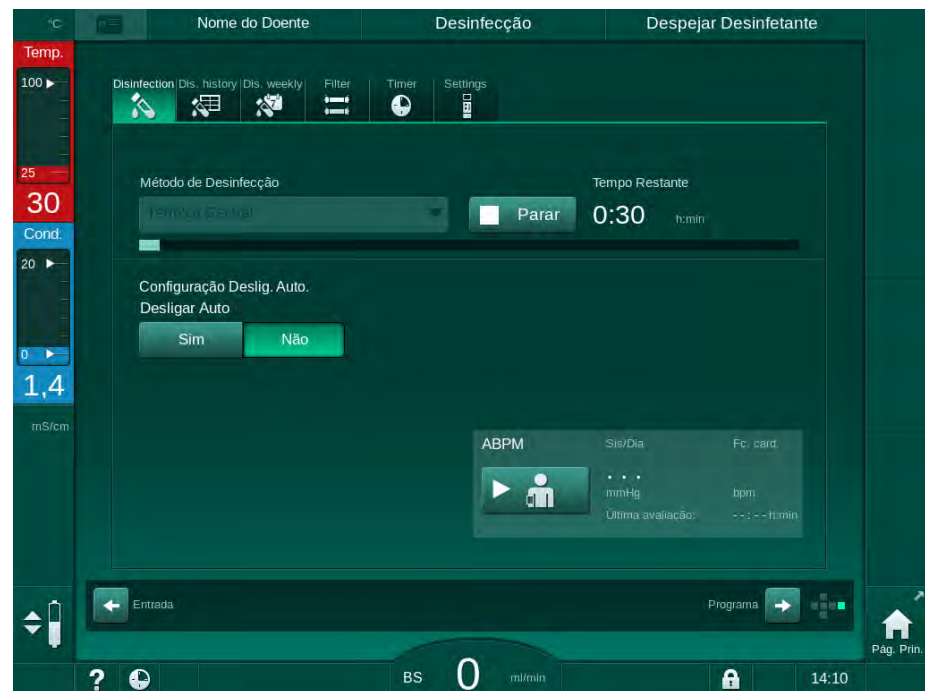 °C
Nome do Doente
Desinfecção
Despejar Desinfetante
Temp.
100
25
30
Cond.
20
0
1,4
mS/cm
Disinfection
Dis. history
Dis. weekly
Filter
Timer
Settings
7
Método de Desinfecção
Térmica Central
Parar
Tempo Restante
0:30 h:min
Configuração Deslig. Auto.
Desligar Auto
Sim
Não
ABPM
Sis/Dia
Fc. card.
. . .
mmHg
bpm
Última avaliação:
--:-- h:min
Entrada
Programa
Pág. Prin.
?
BS 0 ml/min
14:10